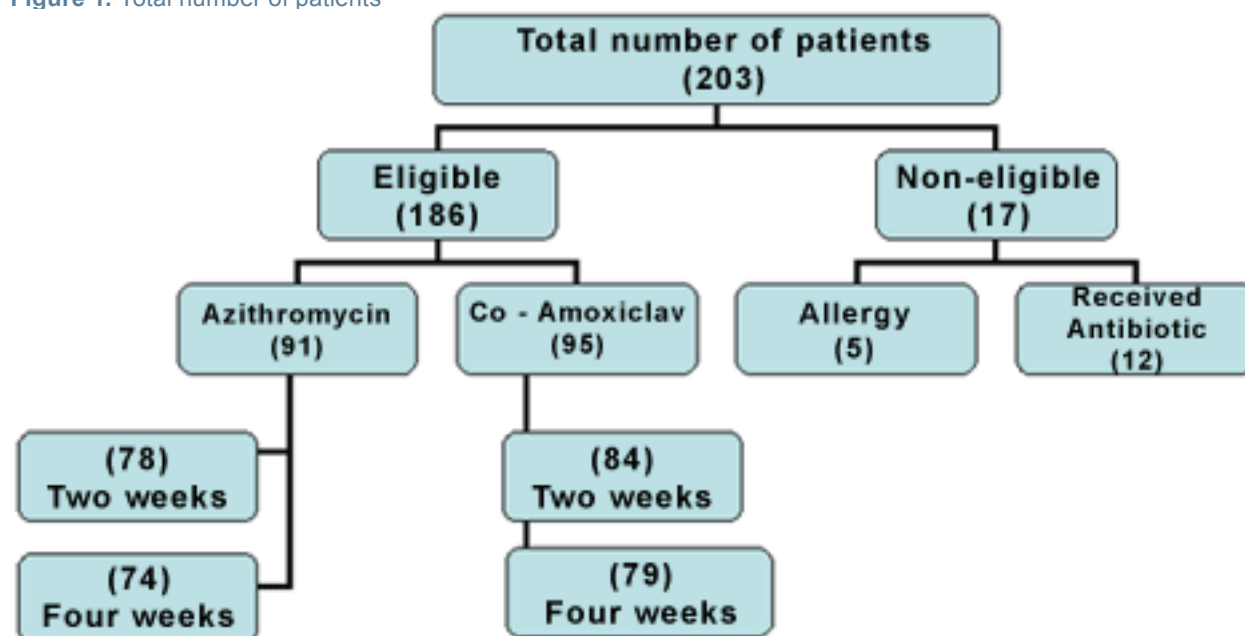 Figure 1. Total number of patients
Total number of patients
(203)
Eligible
(186)
Non-eligible
(17)
Azithromycin
(91)
Co - Amoxiclav
(95)
Allergy
(5)
Received
Antibiotic
(12)
(78)
Two weeks
(84)
Two weeks
(74)
Four weeks
(79)
Four weeks